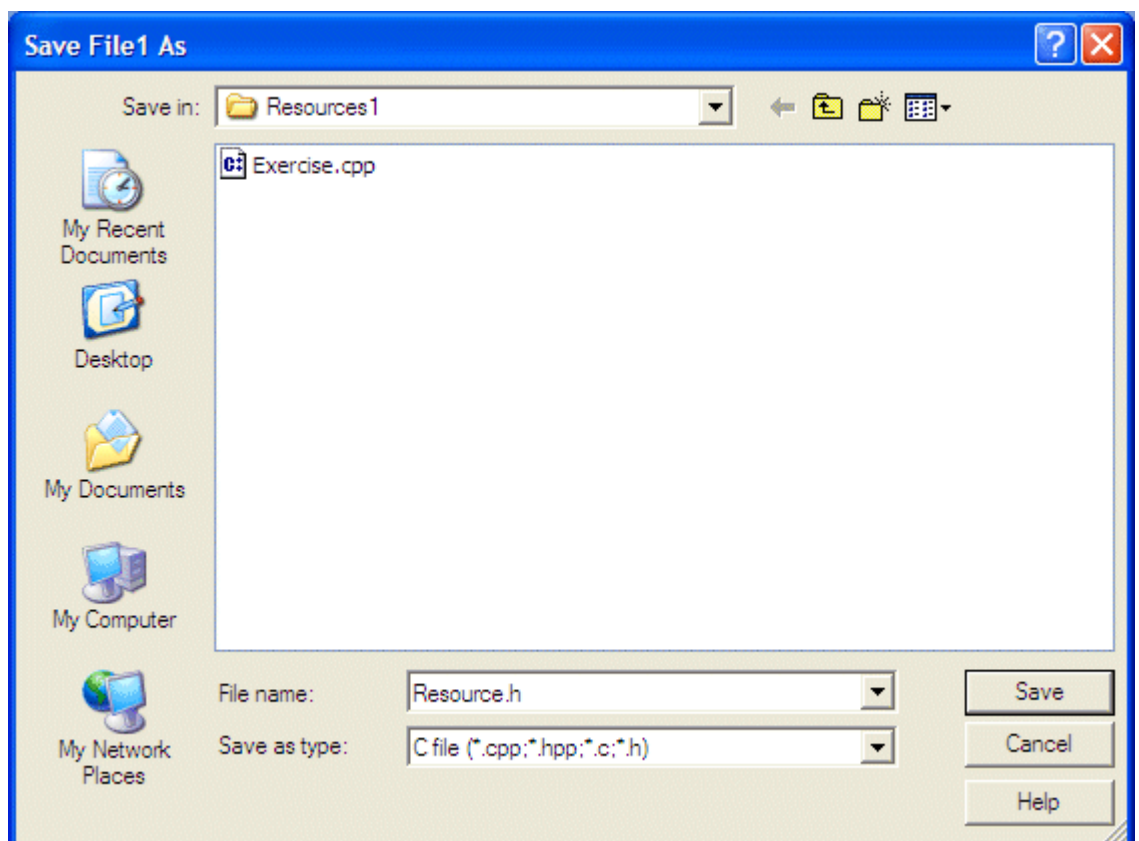 Save File1 As
Save in: Resources1
Exercise.cpp
My Recent
Documents
Desktop
My Documents
My Computer
My Network
Places
File name: Resource.h Save
Save as type: C file (*.cpp;*.hpp;*.c;*.h) Cancel
Help